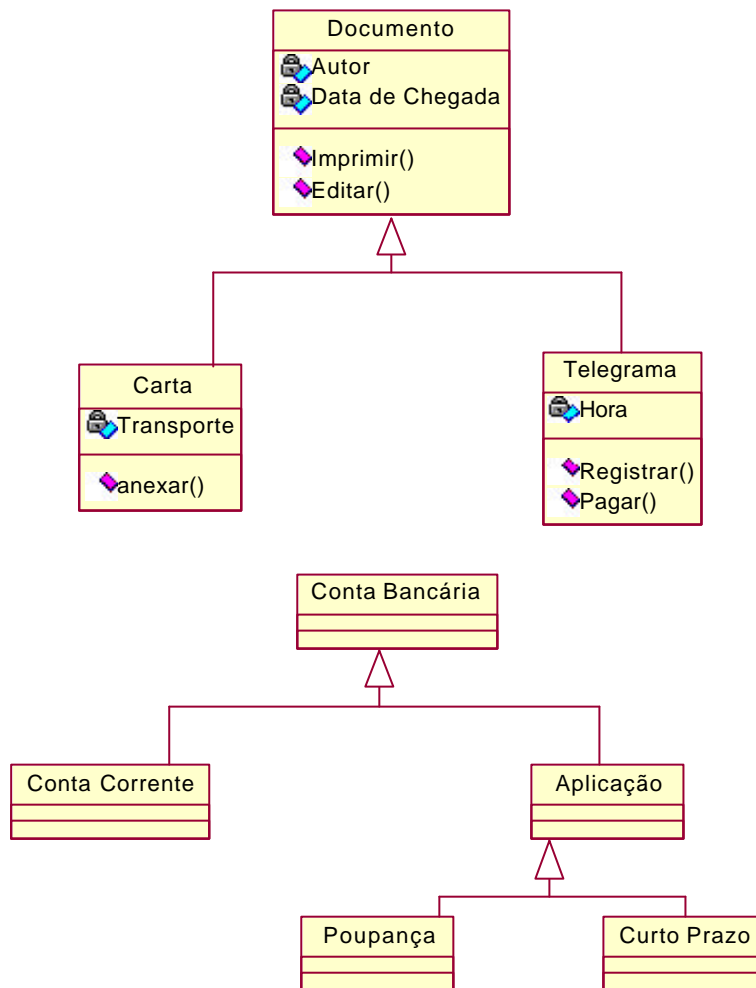 Documento
Autor
Data de Chegada
Imprimir()
Editar()
Carta
Transporte
anexar()
Telegrama
Hora
Registrar()
Pagar()
Conta Bancária
Conta Corrente
Aplicação
Poupança
Curto Prazo